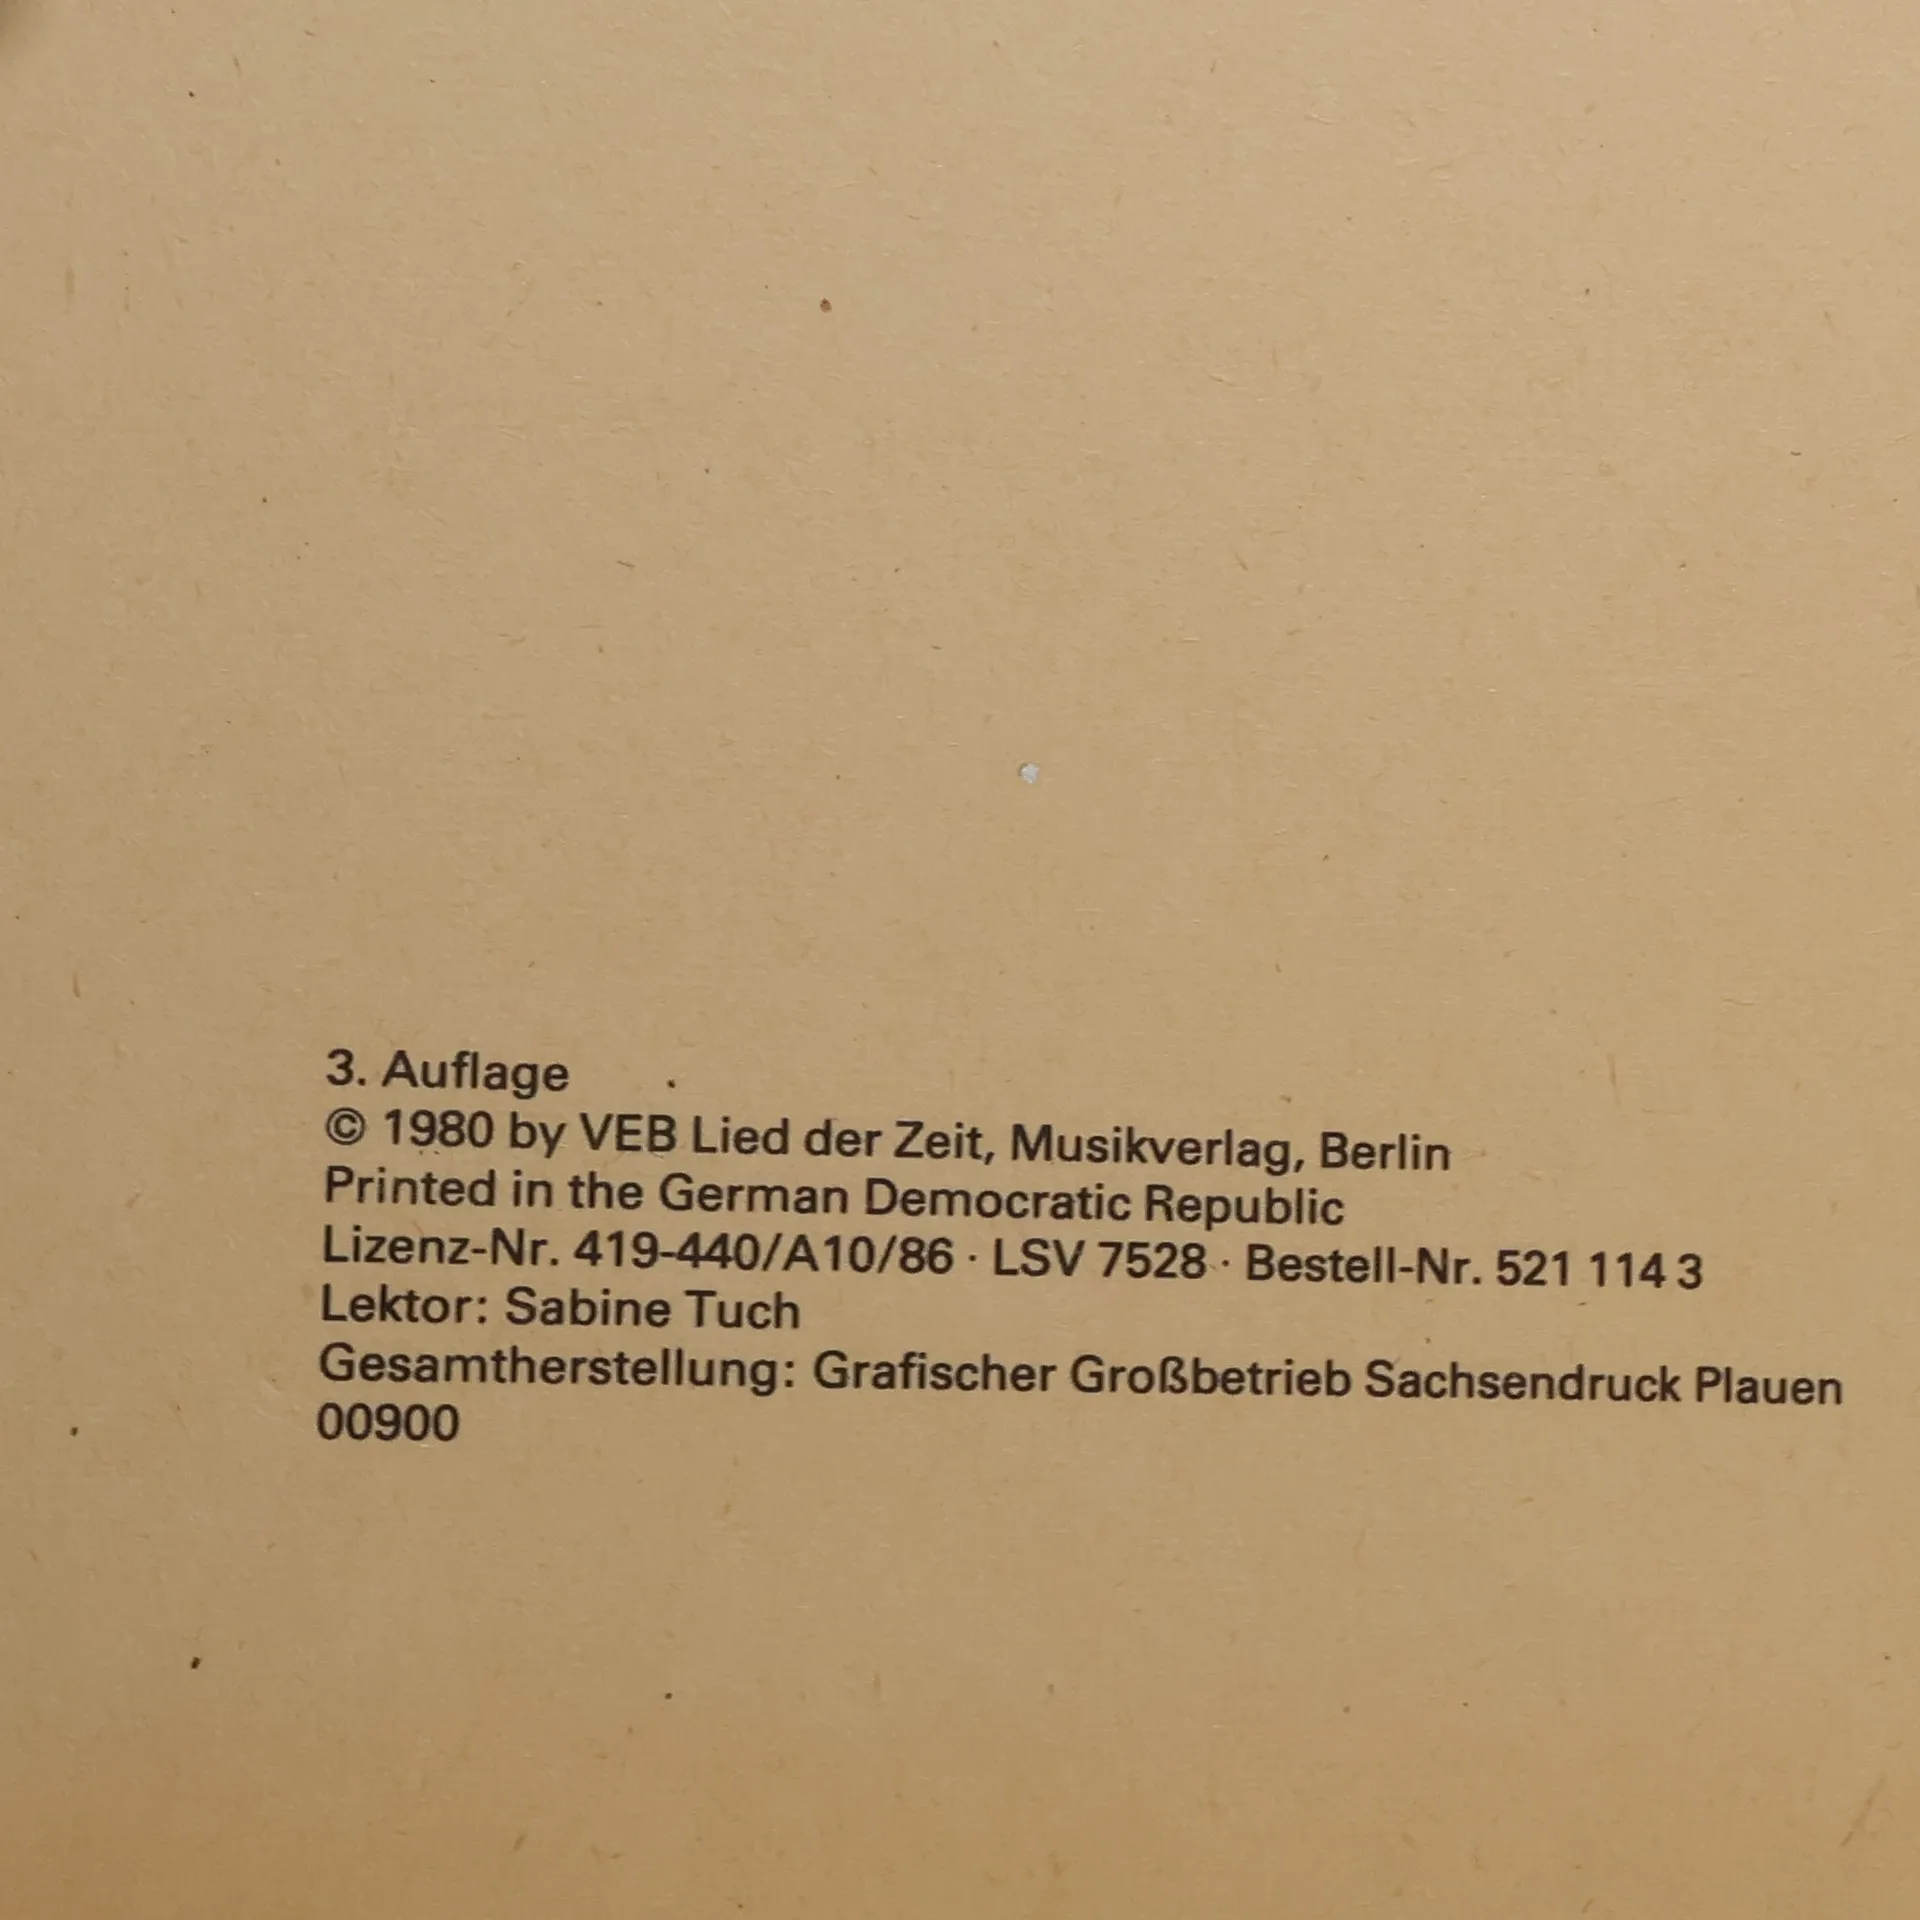 3. Auflage
© 1980 by VEB Lied der Zeit, Musikverlag, Berlin
Printed in the German Democratic Republic
Lizenz-Nr. 419-440/A10/86 · LSV 7528 · Bestell-Nr. 521 114 3
Lektor: Sabine Tuch
Gesamtherstellung: Grafischer Großbetrieb Sachsendruck Plauen
00900